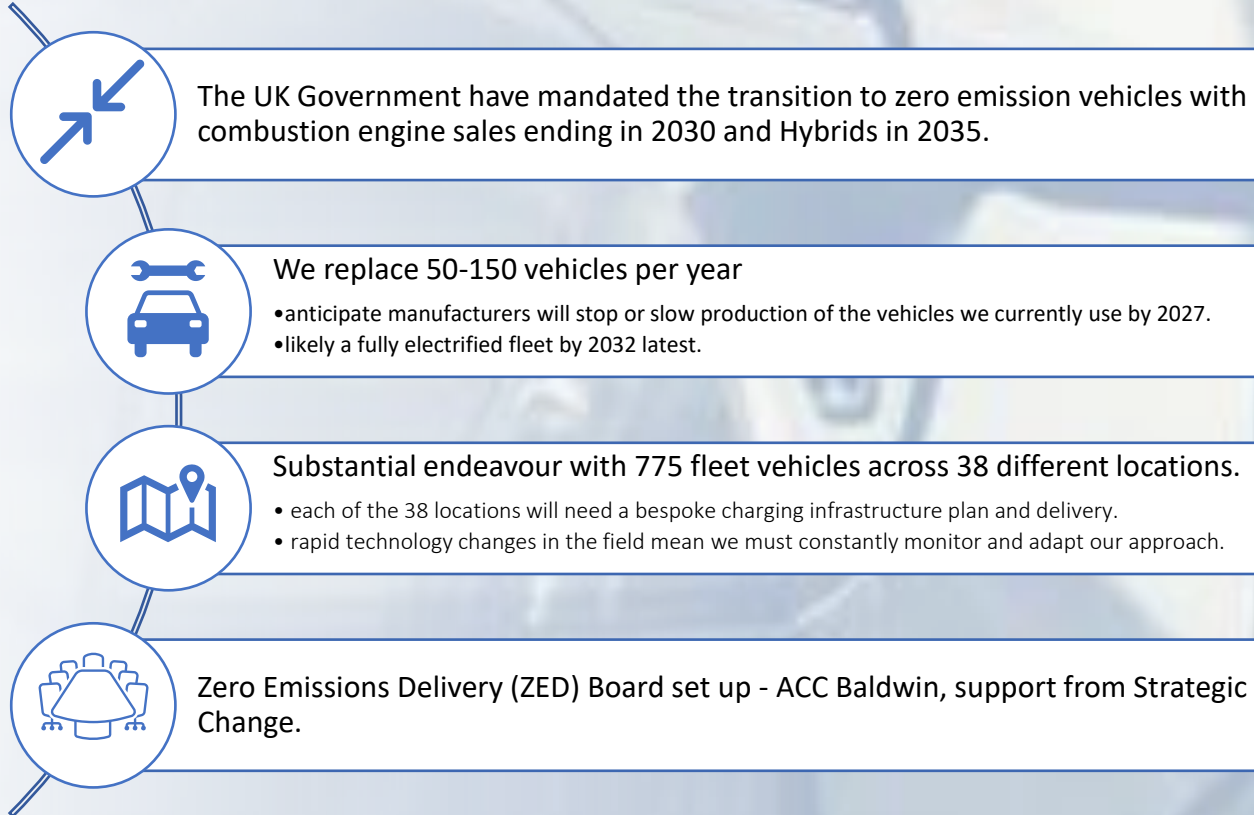 The UK Government have mandated the transition to zero emission vehicles with
combustion engine sales ending in 2030 and Hybrids in 2035.
We replace 50-150 vehicles per year
•anticipate manufacturers will stop or slow production of the vehicles we currently use by 2027.
•likely a fully electrified fleet by 2032 latest.
Substantial endeavour with 775 fleet vehicles across 38 different locations.
• each of the 38 locations will need a bespoke charging infrastructure plan and delivery.
• rapid technology changes in the field mean we must constantly monitor and adapt our approach.
Zero Emissions Delivery (ZED) Board set up - ACC Baldwin, support from Strategic
Change.